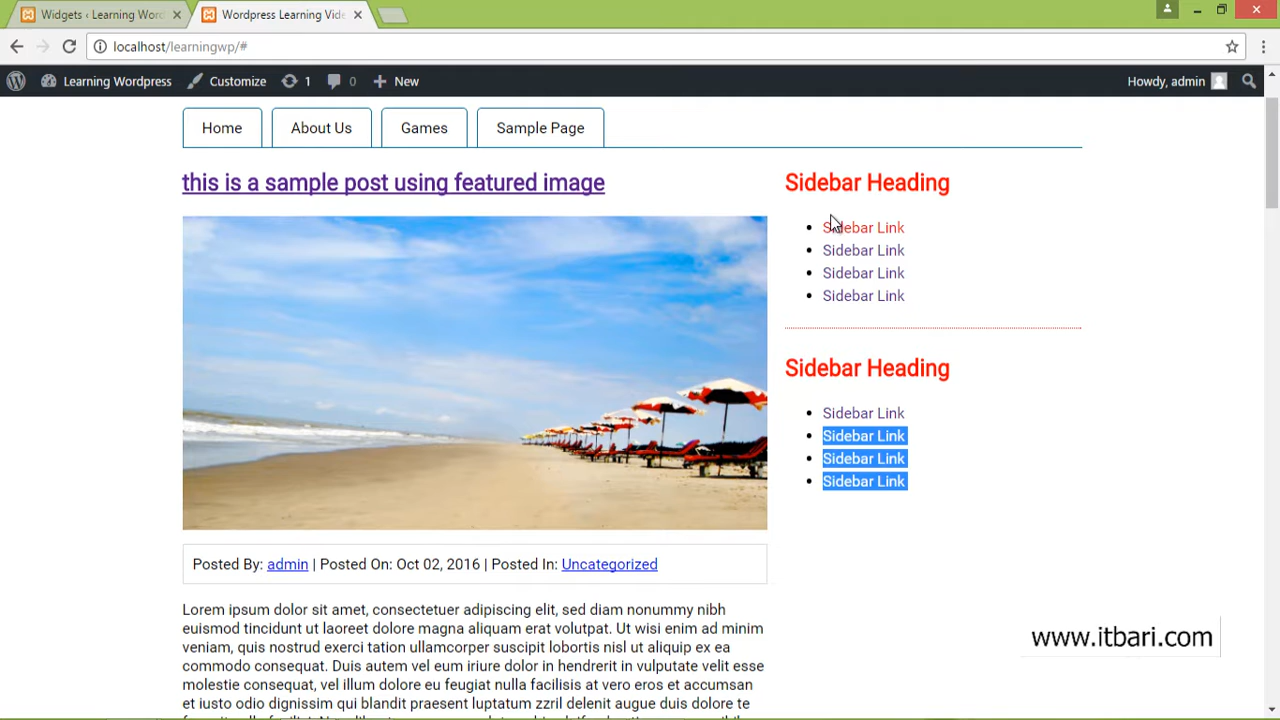 Widgets ‹ Learning Word
Wordpress Learning Vide
localhost/learningwp/#
Learning Wordpress
Customize
1
0
New
Howdy, admin
Home
About Us
Games
Sample Page
this is a sample post using featured image
Posted By: admin | Posted On: Oct 02, 2016 | Posted In: Uncategorized
Lorem ipsum dolor sit amet, consectetuer adipiscing elit, sed diam nonummy nibh
euismod tincidunt ut laoreet dolore magna aliquam erat volutpat. Ut wisi enim ad minim
veniam, quis nostrud exerci tation ullamcorper suscipit lobortis nisl ut aliquip ex ea
commodo consequat. Duis autem vel eum iriure dolor in hendrerit in vulputate velit esse
molestie consequat, vel illum dolore eu feugiat nulla facilisis at vero eros et accumsan
et iusto odio dignissim qui blandit praesent luptatum zzril delenit augue duis dolore te
Sidebar Heading
Sidebar Link
Sidebar Link
Sidebar Link
Sidebar Link
Sidebar Heading
Sidebar Link
Sidebar Link
Sidebar Link
Sidebar Link
www.itbari.com